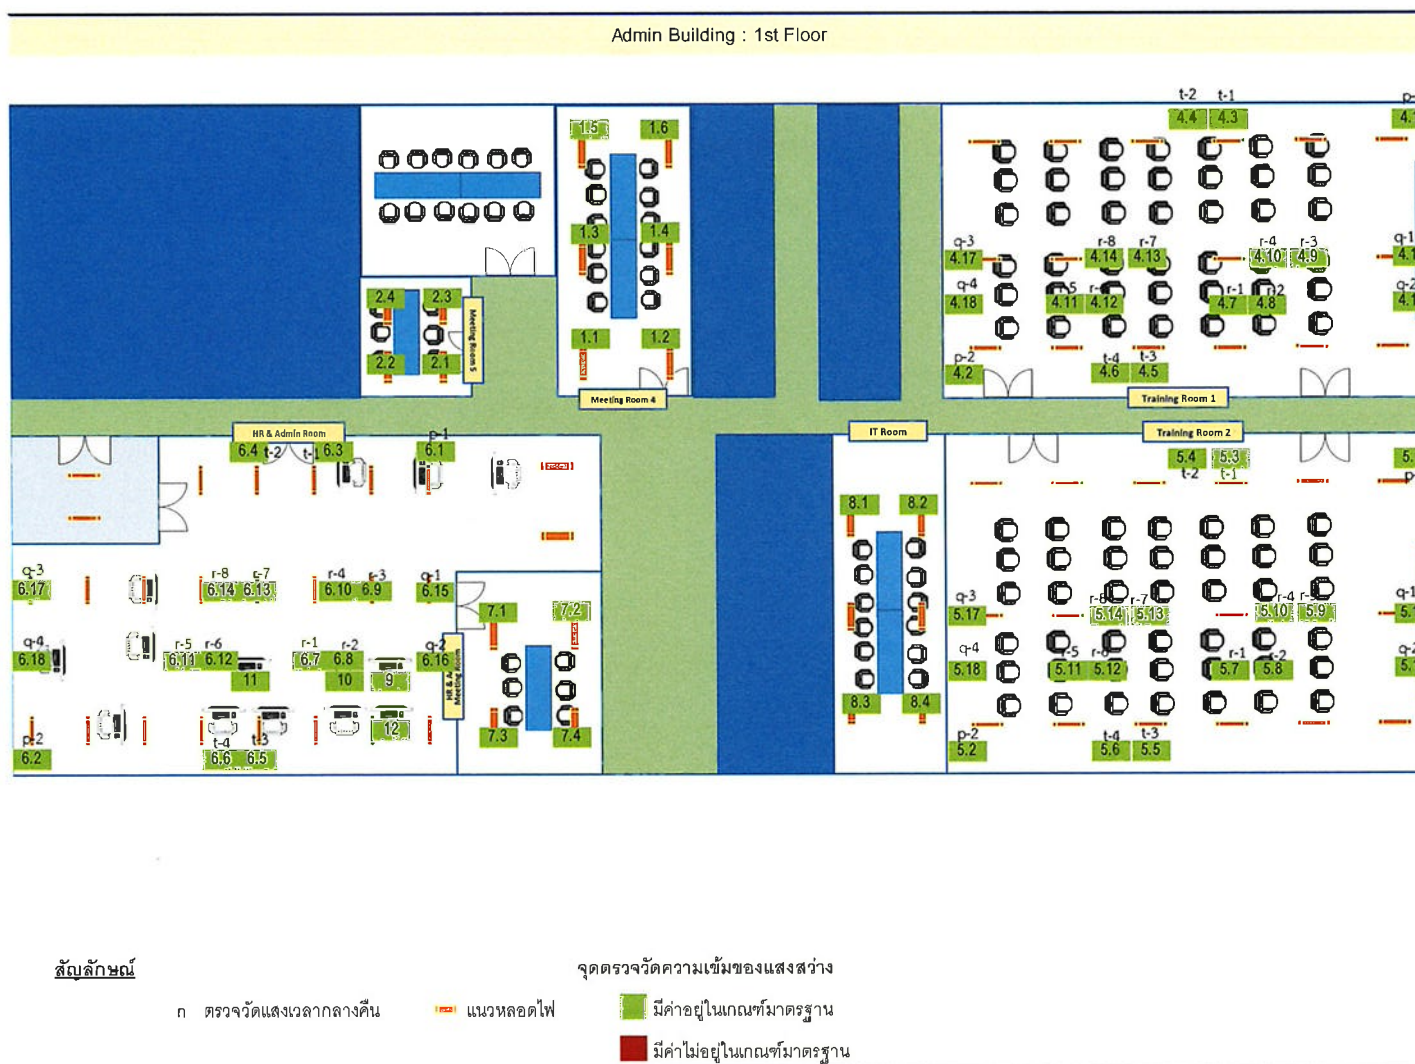 Admin Building : 1st Floor
t-2 t-1
4.4 4.3
1.5 1.6
1.3 1.4
1.1 1.2
q-3 r-8 r-7 r-4 r-3 q-1
4.17 4.14 4.13 4.10 4.9
q-4 r-5 r-1 r-2 q-2
4.18 4.11 4.12 4.7 4.8
p-2 t-4 t-3
4.2 4.6 4.5
2.4 2.3
2.2 2.1
Meeting Room 5
Meeting Room 4
Training Room 1
HR & Admin Room
IT Room
Training Room 2
p-1
6.4 t-2 t-1 6.3 6.1
5.4 5.3
t-2 t-1
8.1 8.2
8.3 8.4
q-3 r-8 r-7 r-4 r-3 q-1
6.17 6.14 6.13 6.10 6.9 6.15
q-4 r-5 r-6 r-1 r-2 q-2
6.18 6.11 6.12 6.7 6.8 6.16
11 10 9
12
p-2 t-4 t-3
6.2 6.6 6.5
7.1 7.2
7.3 7.4
HR & Meeting Room
q-3 r-8 r-7 r-4 q-1
5.17 5.14 5.13 5.10 5.9
q-4 r-5 r-6 r-1 r-2
5.18 5.11 5.12 5.7 5.8
p-2 t-4 t-3
5.2 5.6 5.5
สัญลักษณ์
จุดตรวจวัดความเข้มของแสงสว่าง
n ตรวจวัดแสงเวลากลางคืน แนวหลอดไฟ มีค่าอยู่ในเกณฑ์มาตรฐาน
มีค่าไม่อยู่ในเกณฑ์มาตรฐาน